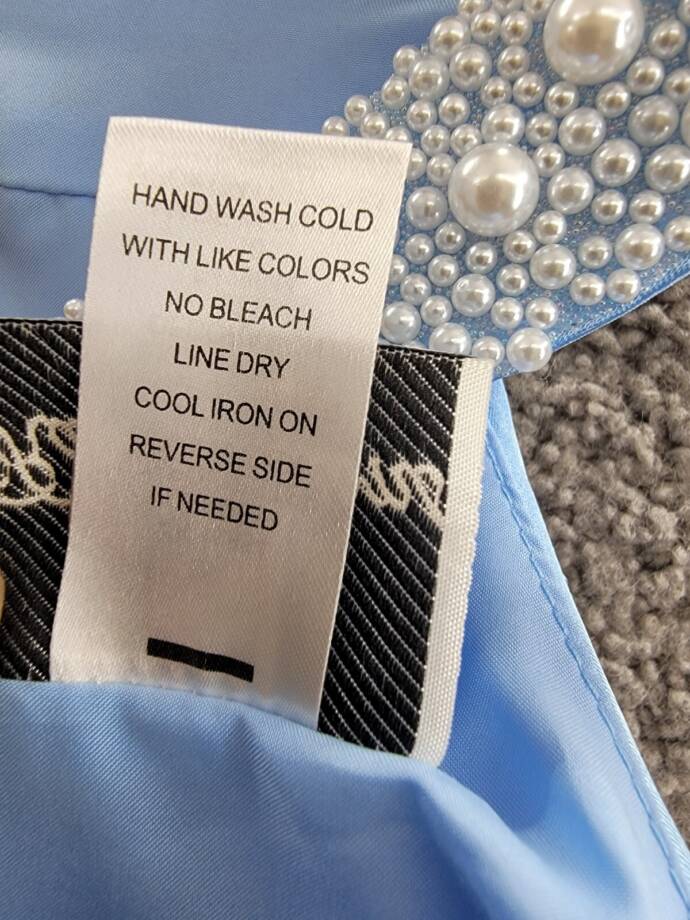 HAND WASH COLD
WITH LIKE COLORS
NO BLEACH
LINE DRY
COOL IRON ON
REVERSE SIDE
IF NEEDED